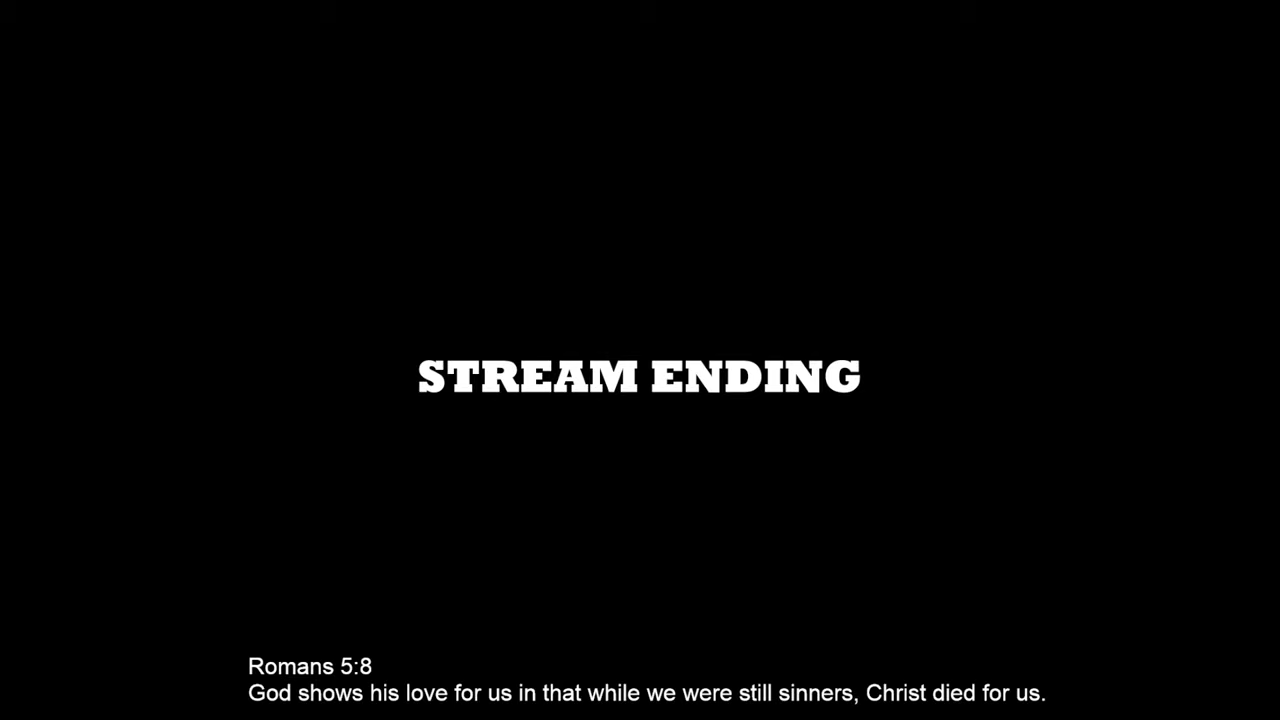 STREAM ENDING
Romans 5:8
God shows his love for us in that while we were still sinners, Christ died for us.